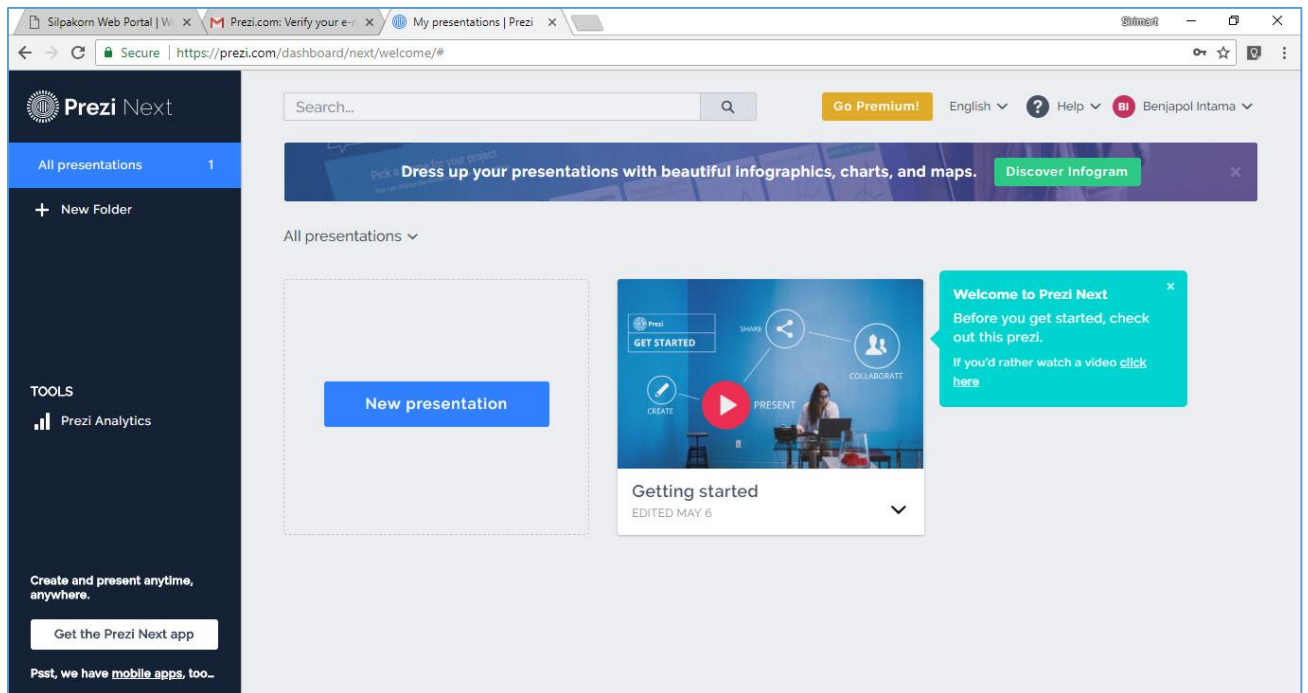 Silpakorn Web Portal | W
Prezi.com: Verify your e-
My presentations | Prezi
Secure | https://prezi.com/dashboard/next/welcome/#
Prezi Next
Search...
Go Premium!
English
? Help
BI Benjapol Intama
All presentations 1
Dress up your presentations with beautiful infographics, charts, and maps.
Discover Infogram
New Folder
All presentations
Prezi
GET STARTED
SHARE
COLLABORATE
CREATE
PRESENT
Welcome to Prezi Next
Before you get started, check
out this prezi.
If you'd rather watch a video click
here
New presentation
TOOLS
Prezi Analytics
Getting started
EDITED MAY 6
Create and present anytime,
anywhere.
Get the Prezi Next app
Psst, we have mobile apps, too...